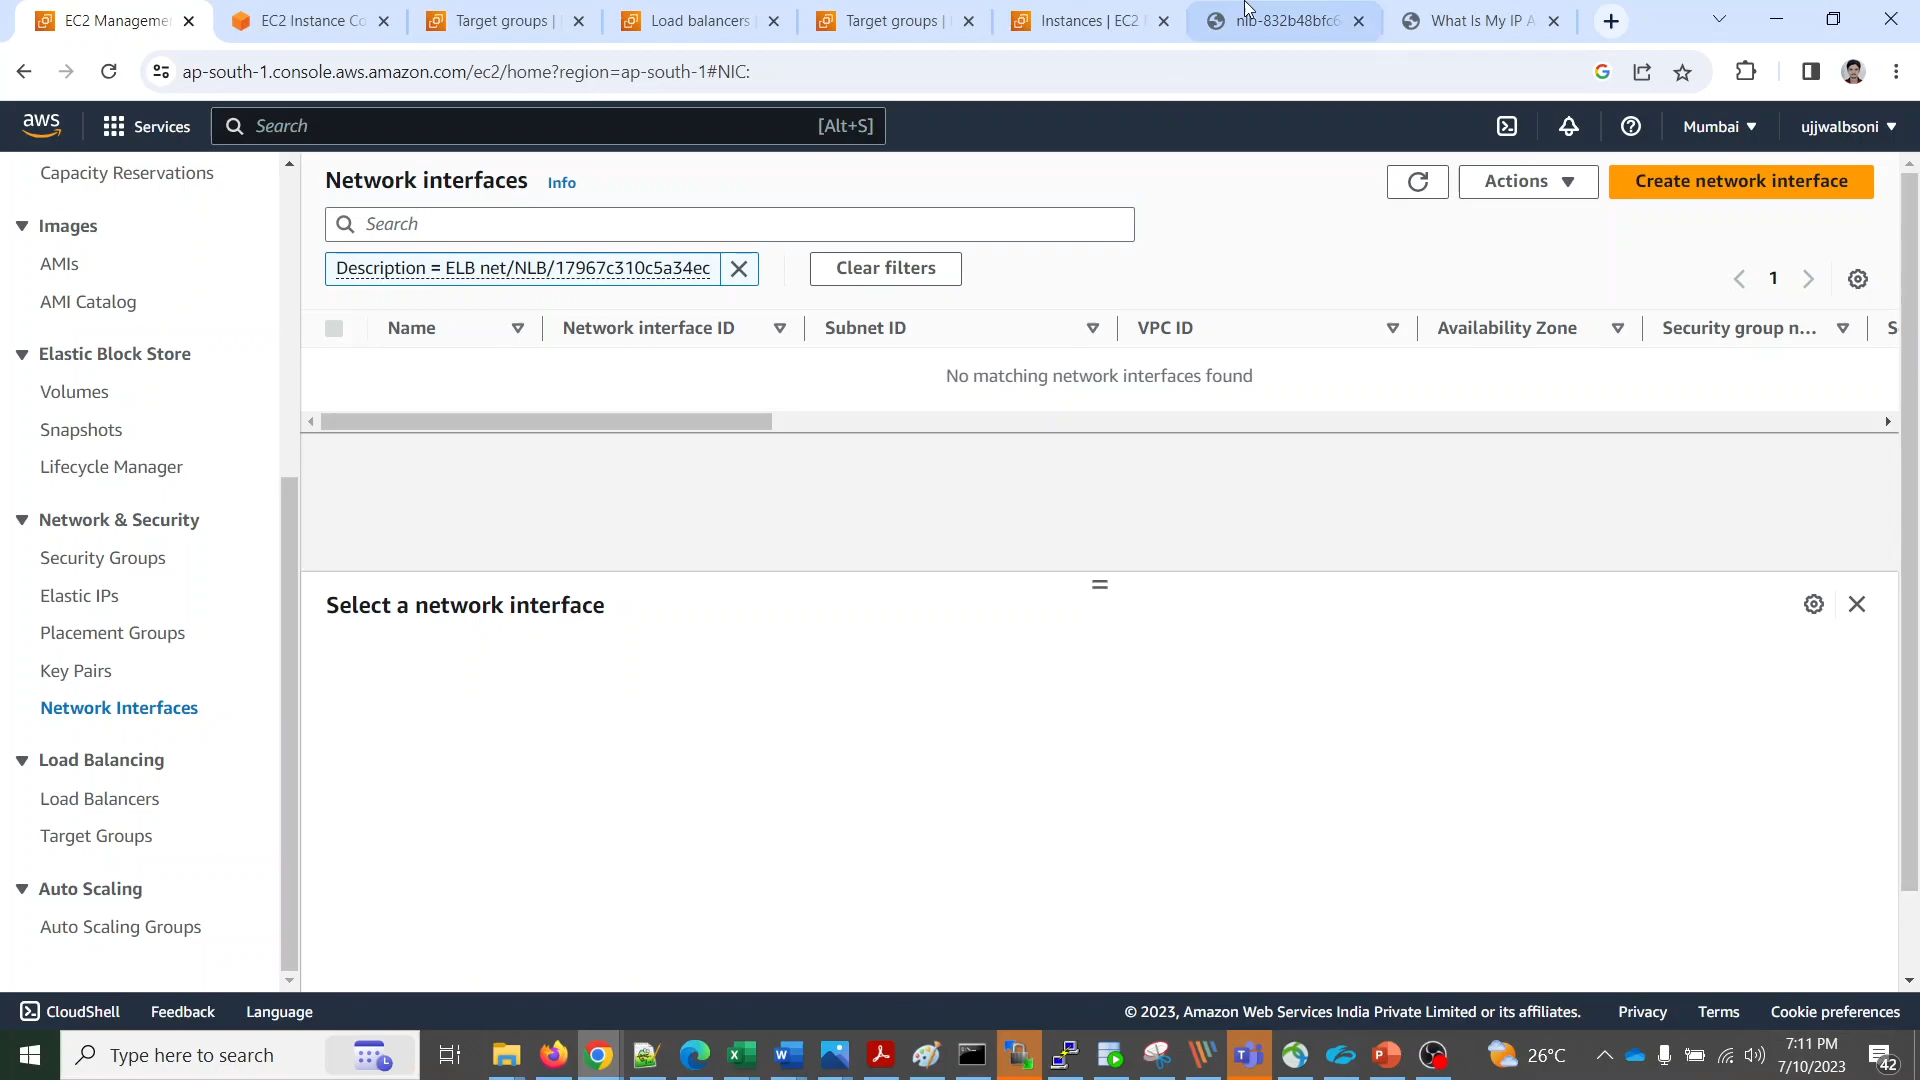 EC2 Managemen
EC2 Instance Co
Target groups |
Load balancers
Target groups |
Instances | EC2
nlb-832b48bfc6
What Is My IP A
ap-south-1.console.aws.amazon.com/ec2/home?region=ap-south-1#NIC:
aws
Services
Search
[Alt+S]
Mumbai
ujjwalbsoni
Capacity Reservations
Images
AMIs
AMI Catalog
Elastic Block Store
Volumes
Snapshots
Lifecycle Manager
Network & Security
Security Groups
Elastic IPs
Placement Groups
Key Pairs
Network Interfaces
Load Balancing
Load Balancers
Target Groups
Auto Scaling
Auto Scaling Groups
Network interfaces Info
Actions
Create network interface
Search
Description = ELB net/NLB/17967c310c5a34ec
Clear filters
1
Name
Network interface ID
Subnet ID
VPC ID
Availability Zone
Security group n...
S
No matching network interfaces found
Select a network interface
CloudShell
Feedback
Language
© 2023, Amazon Web Services India Private Limited or its affiliates.
Privacy
Terms
Cookie preferences
Type here to search
26°C
7:11 PM
7/10/2023
42